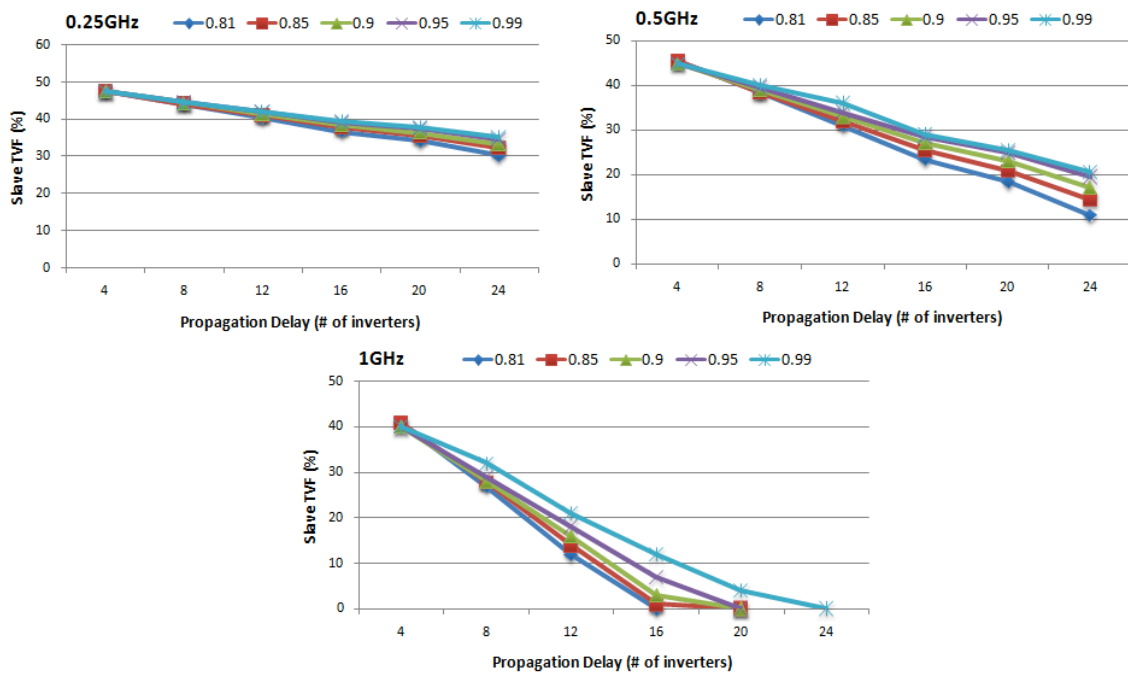 0.25GHz 0.81 0.85 0.9 0.95 0.99
60
50
40
30
20
10
0
Slave TVF (%)
4 8 12 16 20 24
Propagation Delay (# of inverters)
0.5GHz 0.81 0.85 0.9 0.95 0.99
50
40
30
20
10
0
Slave TVF (%)
4 8 12 16 20 24
Propagation Delay (# of inverters)
1GHz 0.81 0.85 0.9 0.95 0.99
50
40
30
20
10
0
Slave TVF (%)
4 8 12 16 20 24
Propagation Delay (# of inverters)